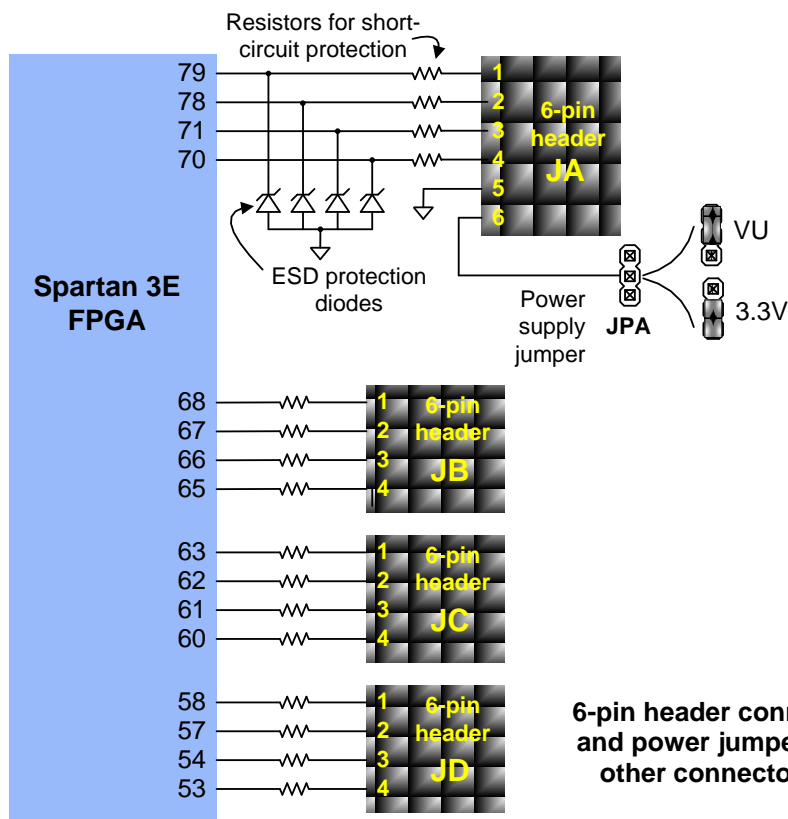 Resistors for short-
circuit protection
79
78
71
70
1
2
3
4
5
6
6-pin
header
JA
ESD protection
diodes
Spartan 3E
FPGA
Power
supply
jumper
JPA
VU
3.3V
68
67
66
65
1
2
3
4
6-pin
header
JB
63
62
61
60
1
2
3
4
6-pin
header
JC
58
57
54
53
1
2
3
4
6-pin
header
JD
6-pin header
and power
other